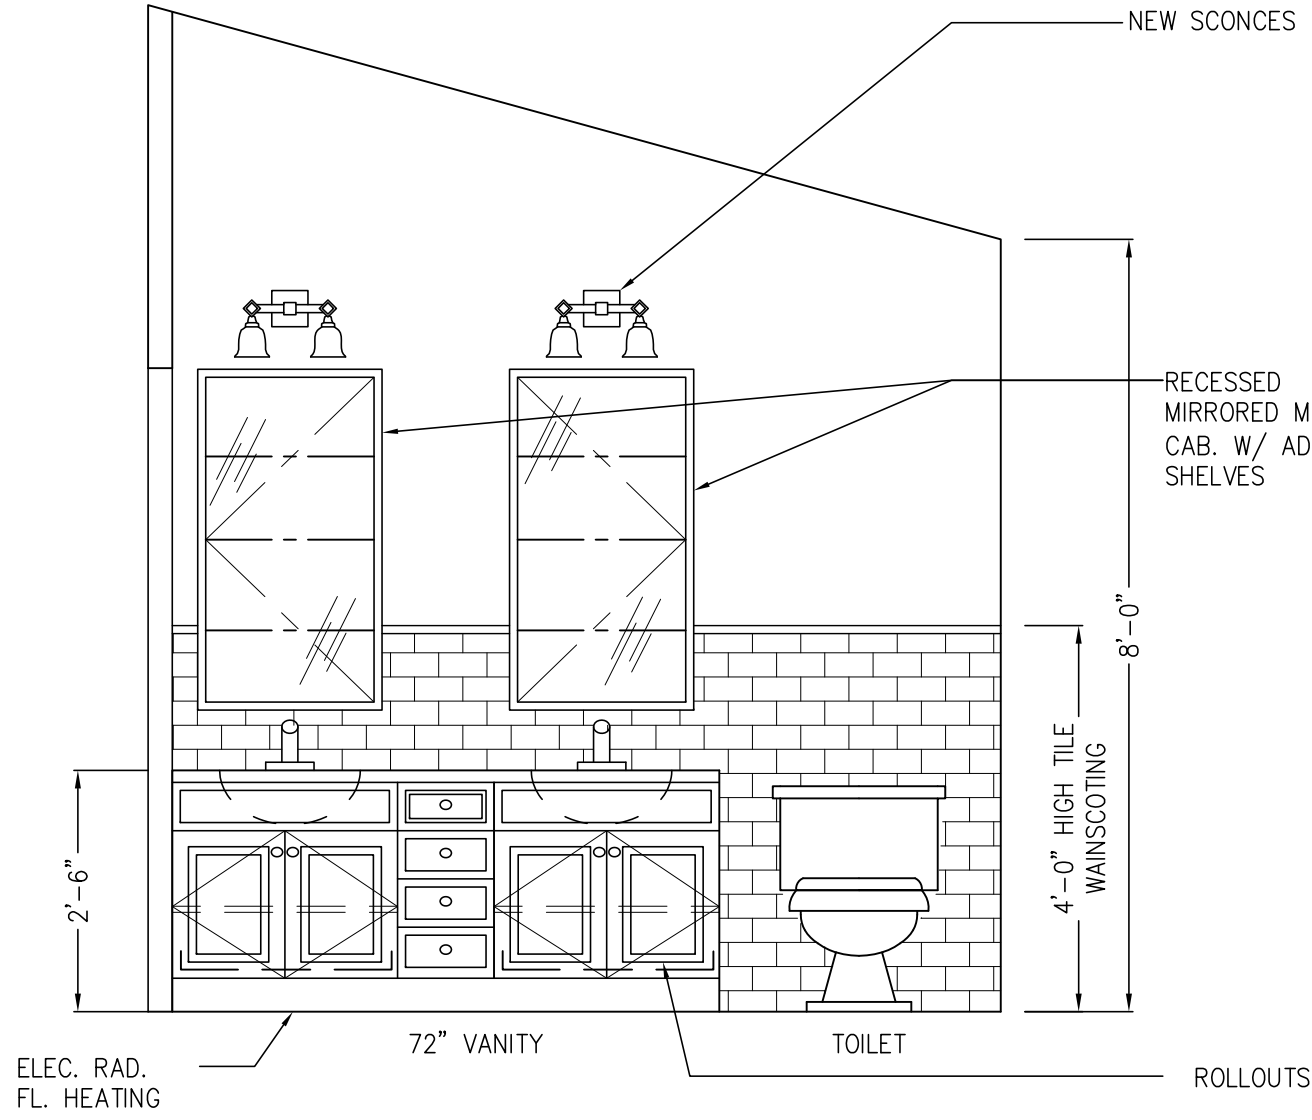 NEW SCONCES
RECESSED
MIRRORED M
CAB. W/ AD
SHELVES
8'-0"
4'-0" HIGH TILE
WAINSCOTING
2'-6"
72" VANITY
TOILET
ELEC. RAD.
FL. HEATING
ROLLOUTS